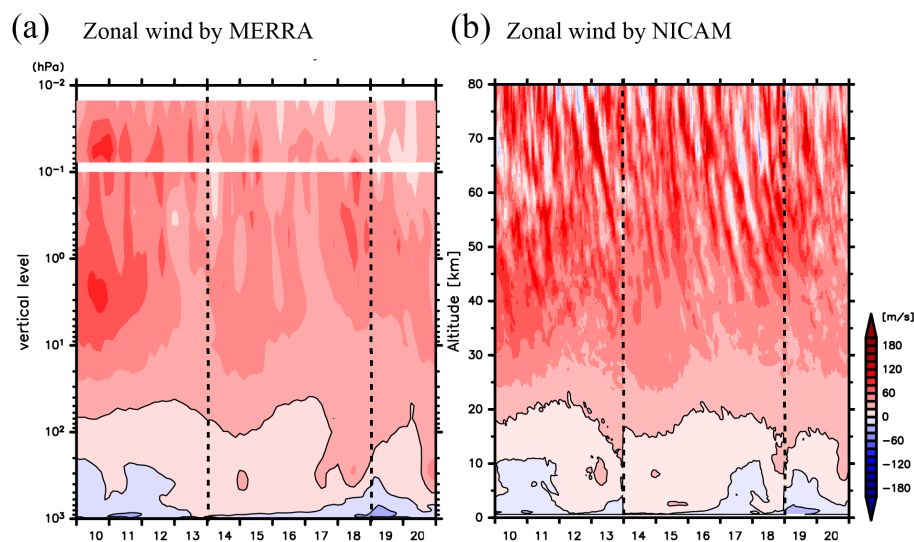 (a) Zonal wind by MERRA
(hPa)
10-2
10-1
100
101
102
103
vertical level
10 11 12 13 14 15 16 17 18 19 20
(b) Zonal wind by NICAM
80
70
60
50
40
30
20
10
0
Altitude [km]
10 11 12 13 14 15 16 17 18 19 20
[m/s]
180
120
60
0
−60
−120
−180